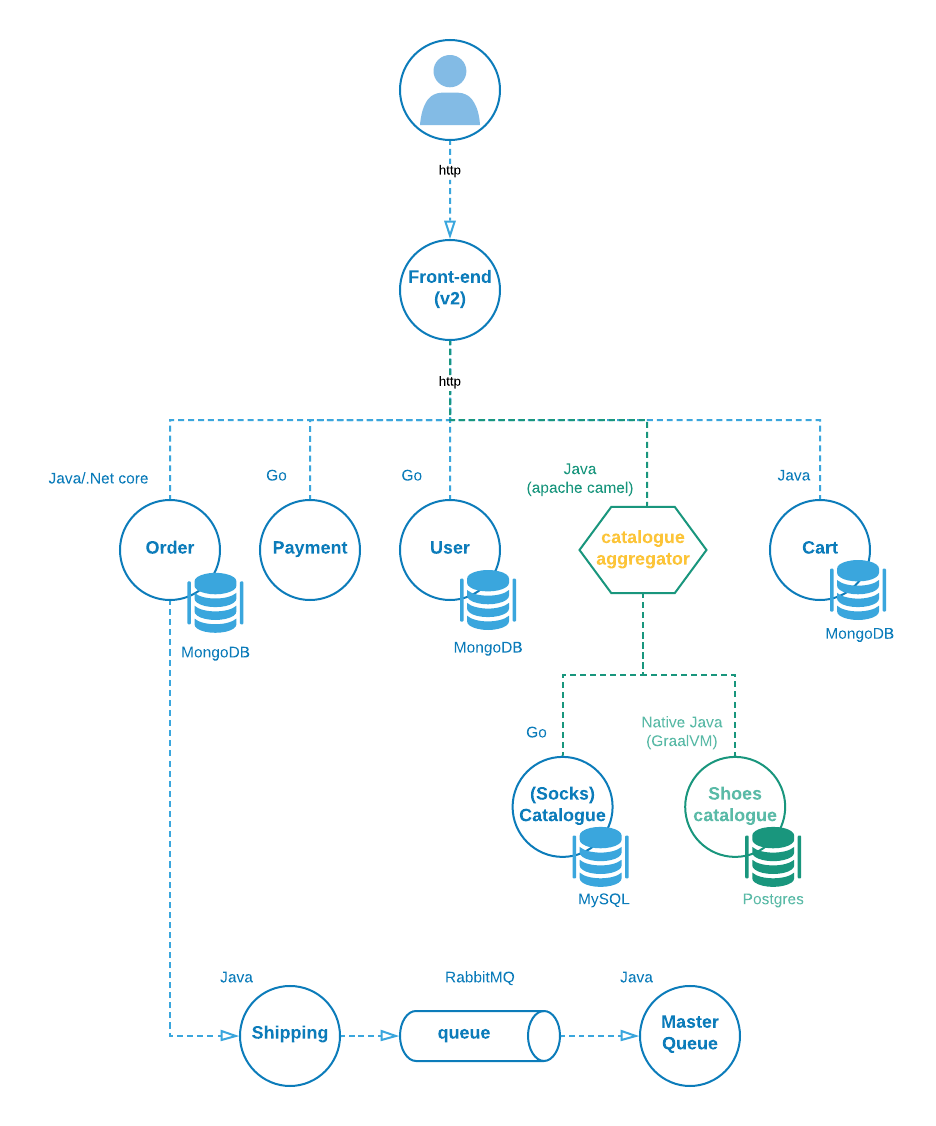 http
Front-end
(v2)
http
Java/.Net core
Go
Go
Java
(apache camel)
Java
Order
Payment
User
catalogue
aggregator
Cart
MongoDB
MongoDB
MongoDB
Go
Native Java
(GraalVM)
(Socks)
Catalogue
Shoes
catalogue
MySQL
Postgres
Java
RabbitMQ
Java
Shipping
queue
Master
Queue